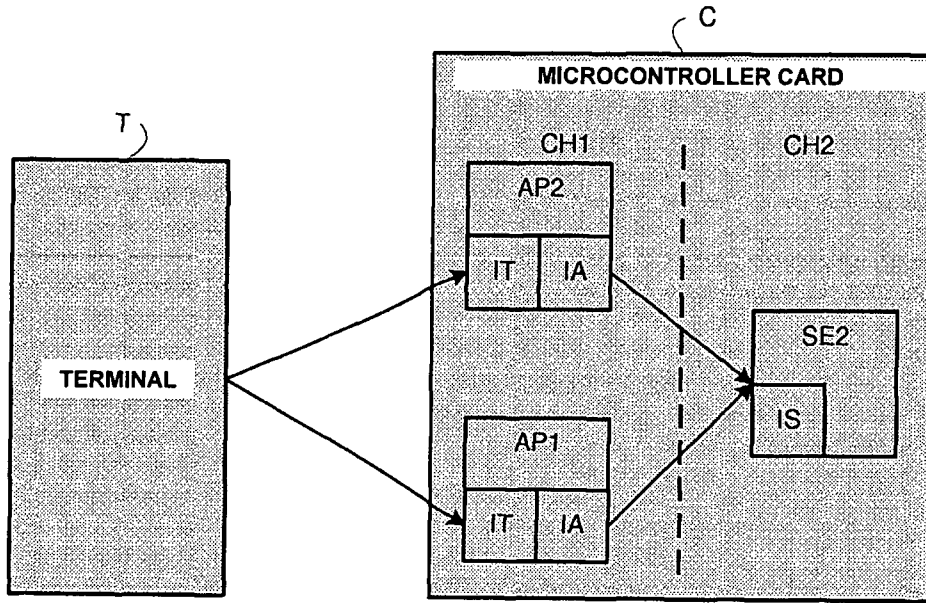 C
MICROCONTROLLER CARD
T
CH1
CH2
AP2
IT
IA
SE2
IS
TERMINAL
AP1
IT
IA